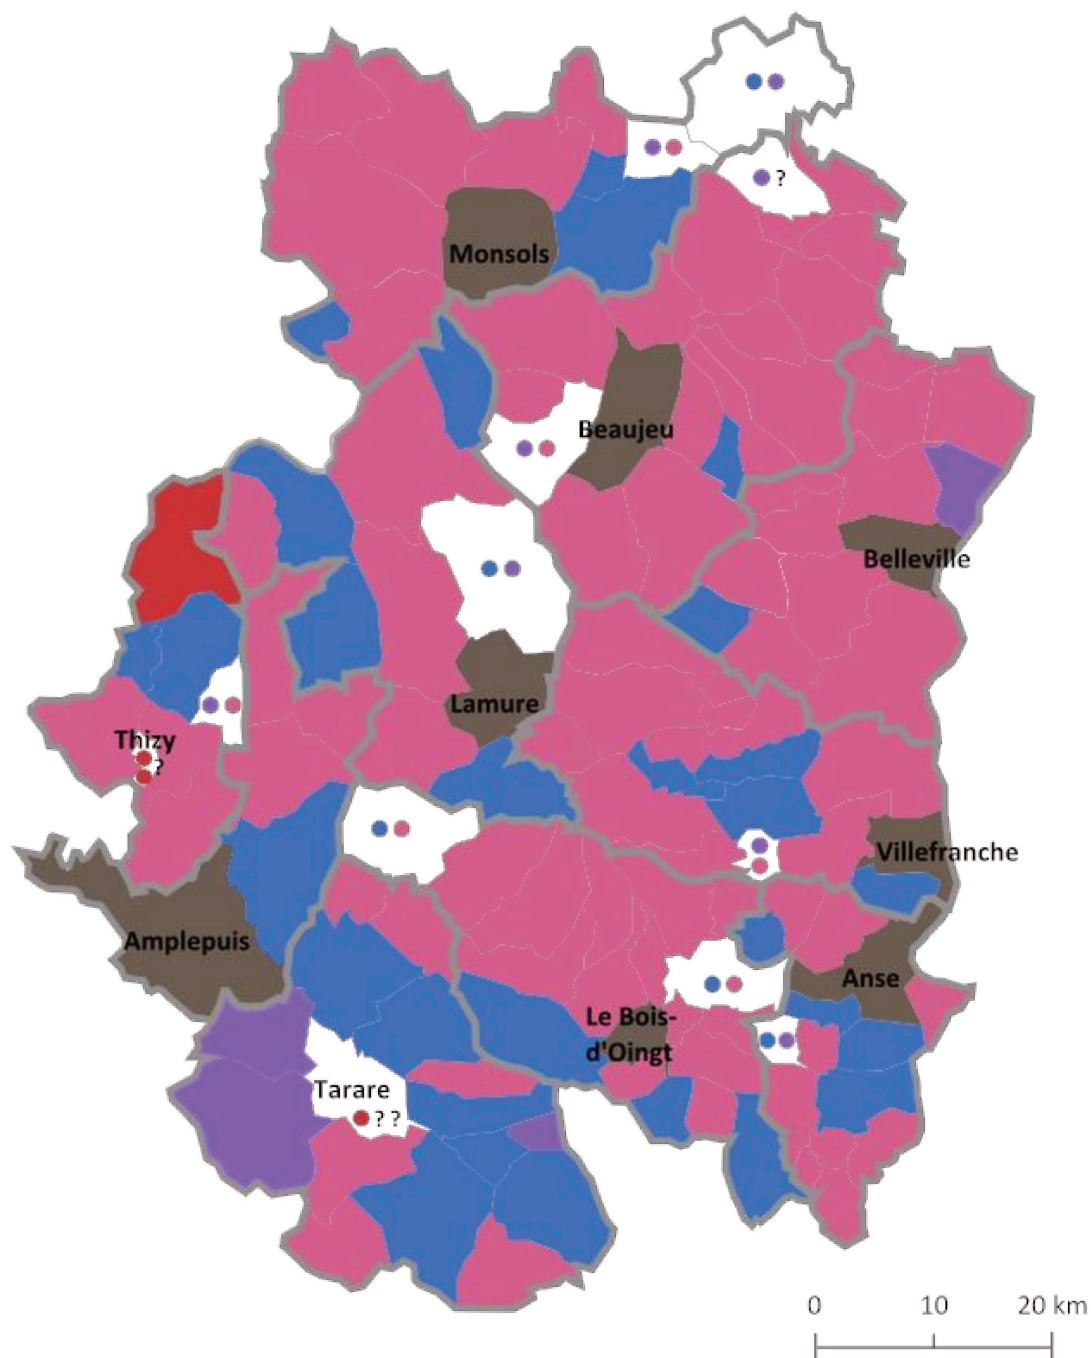 ?
Monsols
Beaujeu
Belleville
Lamure
Thizy
?
Villefranche
Amplepuis
Anse
Le Bois-
d'Oingt
Tarare
? ?
0 10 20 km